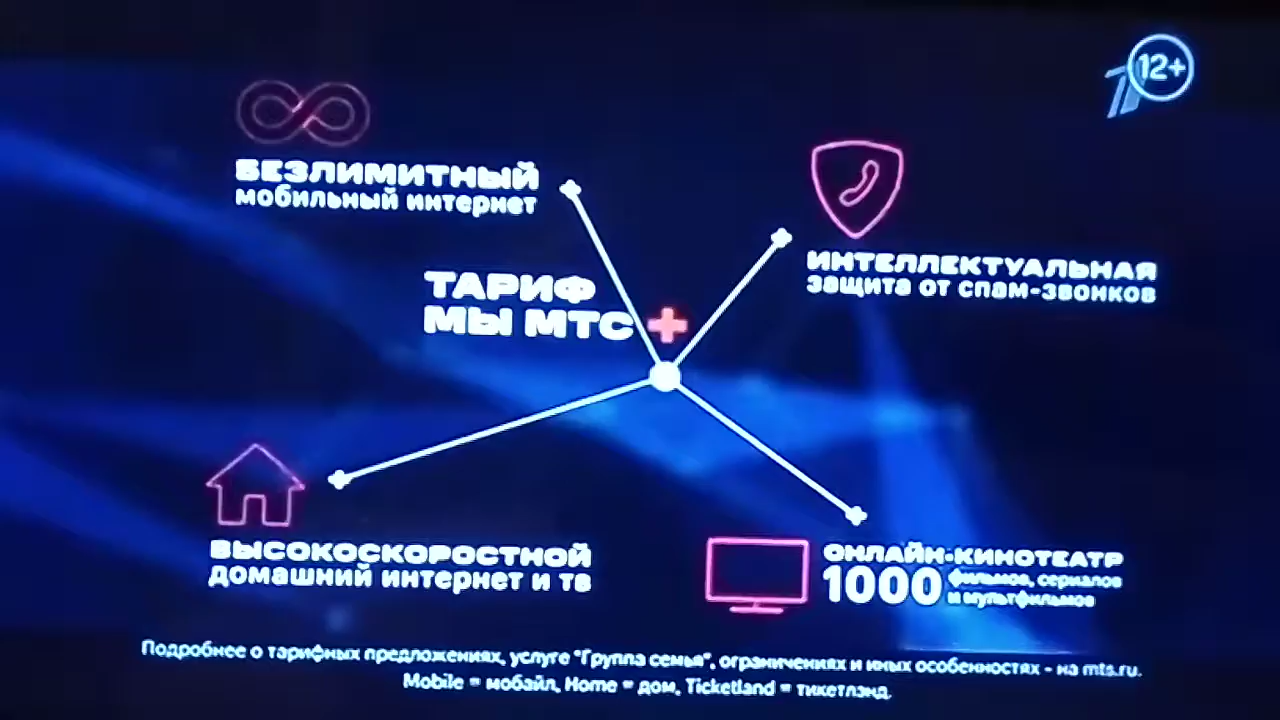 12+
БЕЗЛИМИТНЫЙ
мобильный интернет
ИНТЕЛЛЕКТУАЛЬНАЯ
защита от спам-звонков
ТАРИФ
МЫ МТС +
ВЫСОКОСКОРОСТНОЙ
домашний интернет и тв
ОНЛАЙН-КИНОТЕАТР
1000 фильмов, сериалов
и мультфильмов
Подробнее о тарифных предложениях, услуге "Группа семья", ограничениях и иных особенностях - на mts.ru.
Mobile = мобайл, Home = дом, Ticketland = тикетлэнд.